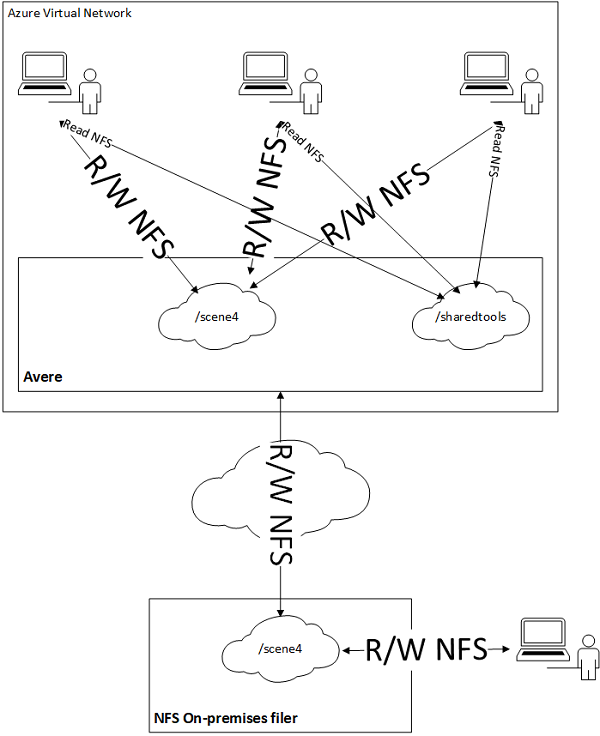 Azure Virtual Network
Read NFS
Read NFS
Read NFS
R/W NFS
R/W NFS
R/W NFS
/scene4
/sharedtools
Avere
R/W NFS
/scene4
R/W NFS
NFS On-premises filer